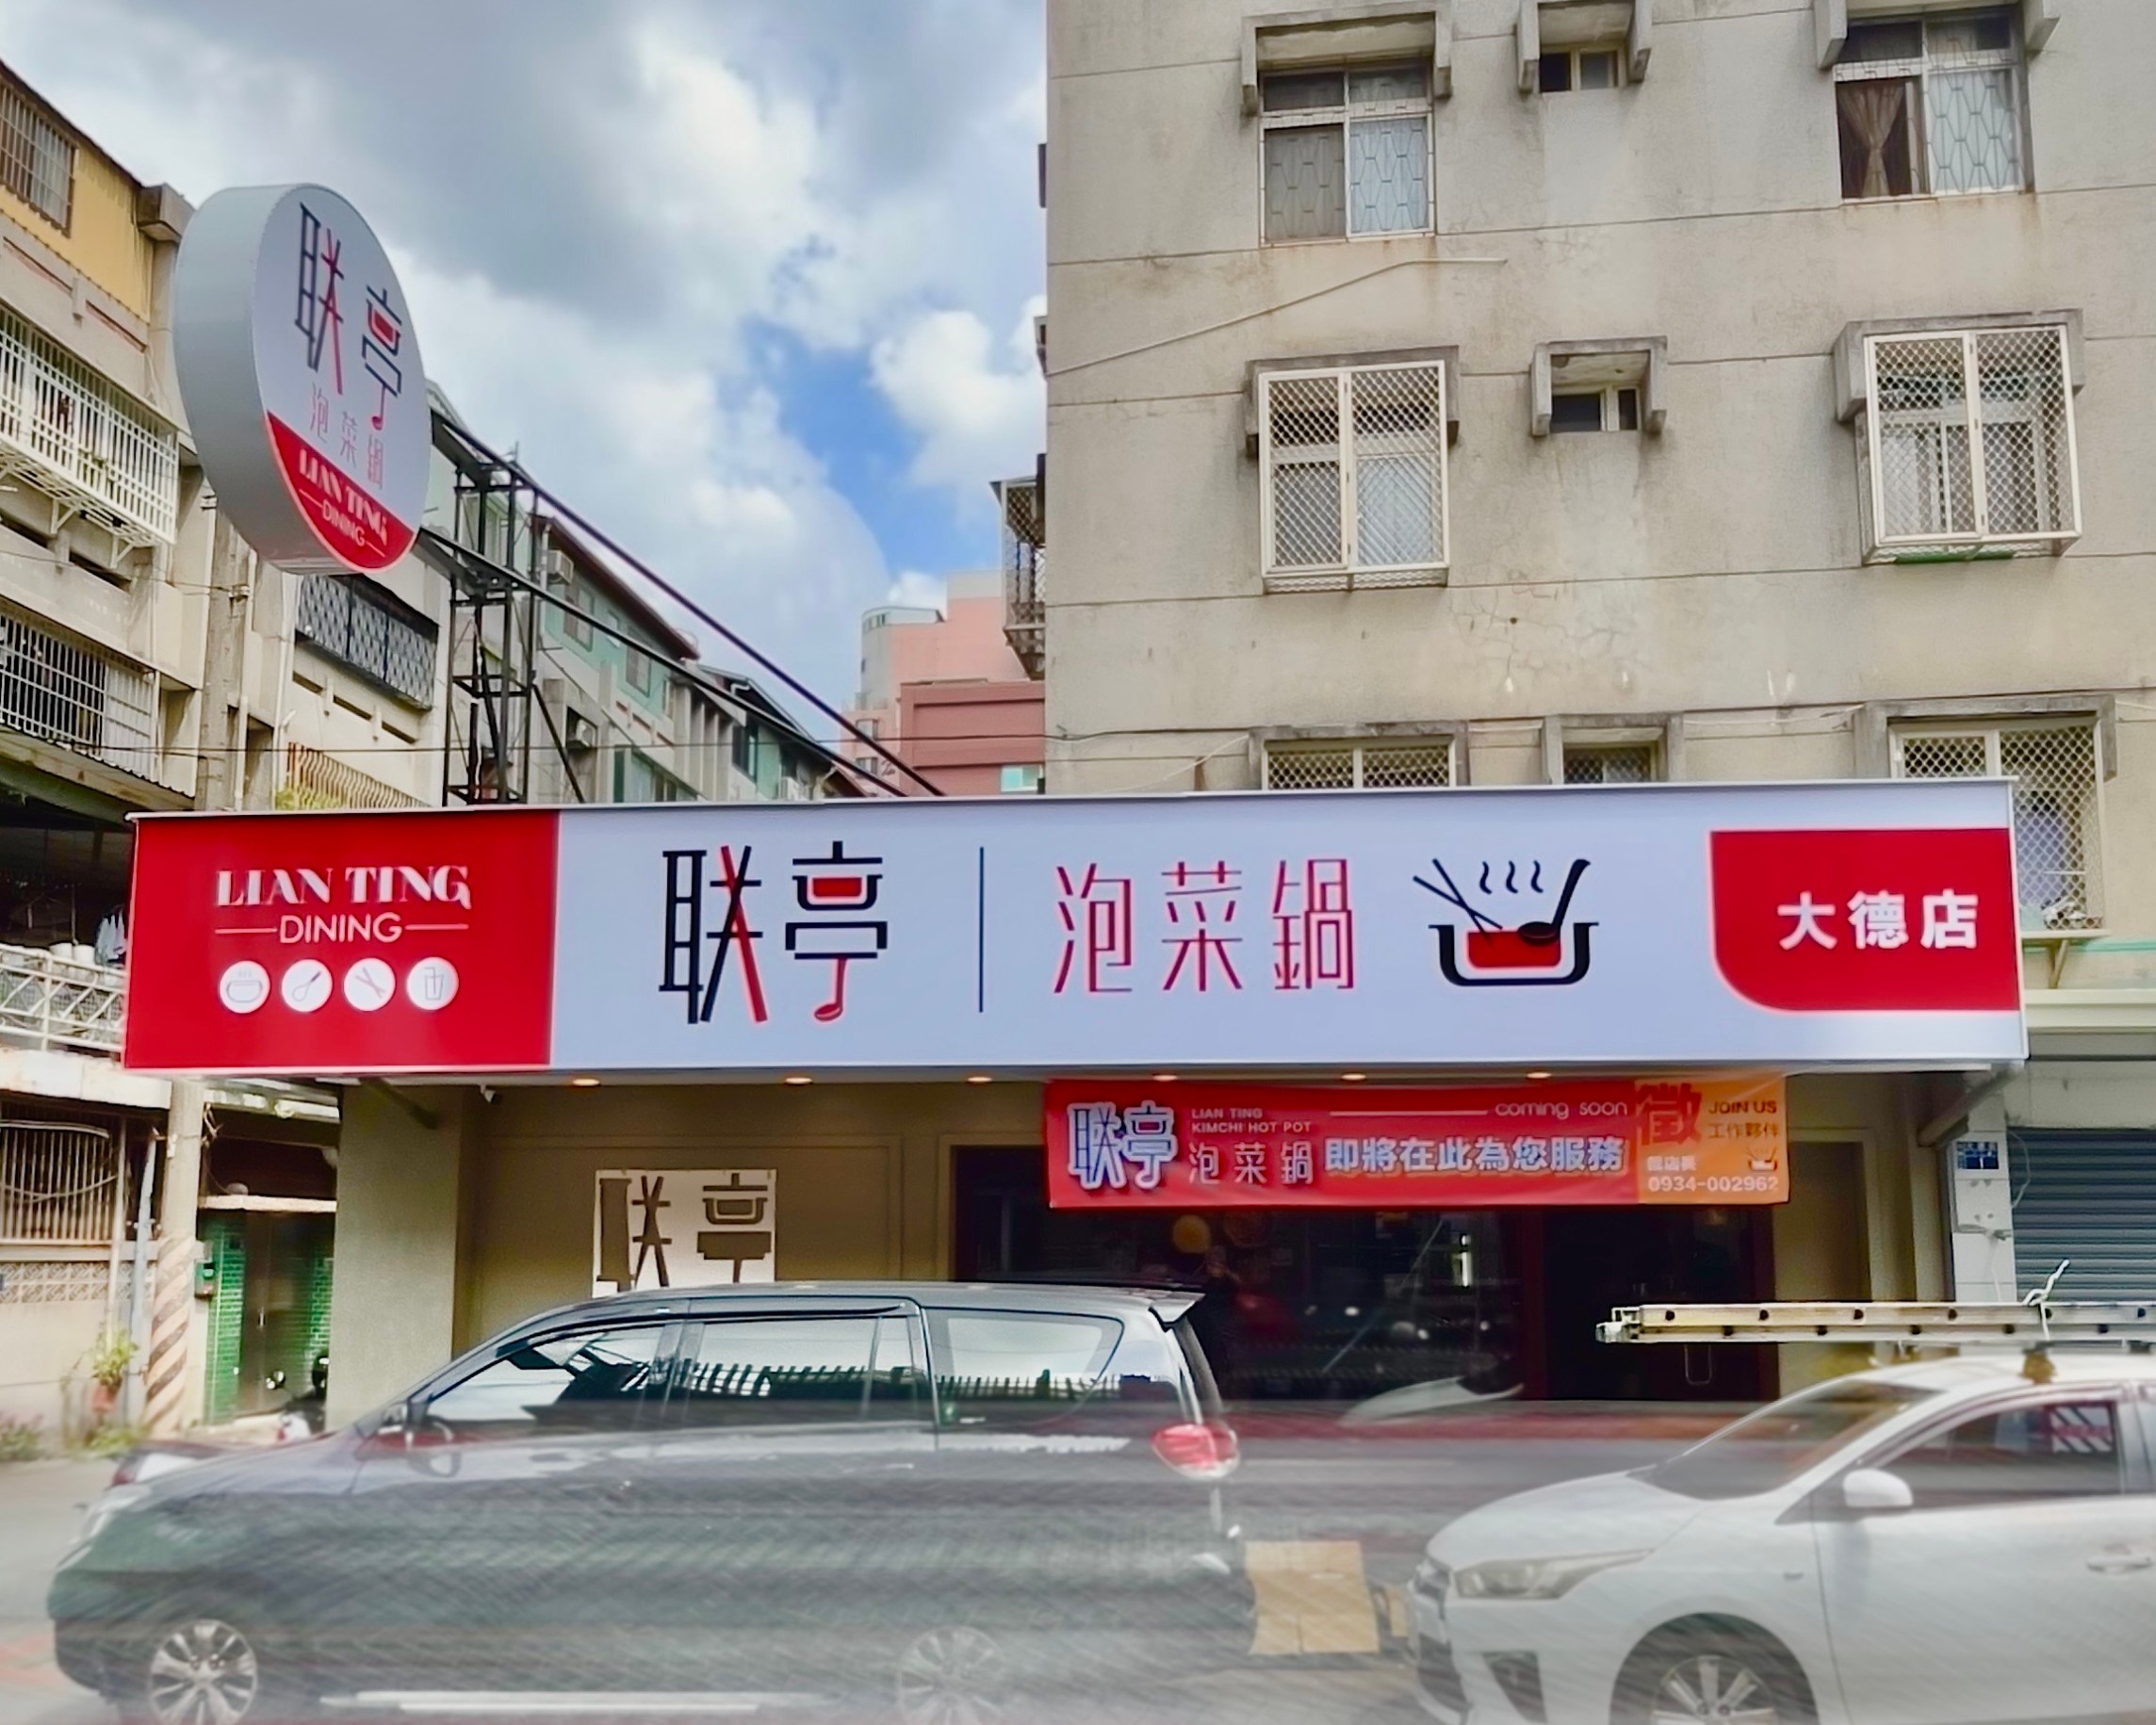 联亭
泡菜鍋
LIAN TING
DINING
LIAN TING
DINING
联亭 | 泡菜鍋
大德店
联亭
LIAN TING
KIMCHI HOT POT
泡菜鍋
coming soon
即將在此為您服務
徵
JOIN US
工作夥伴
0934-002962
联亭